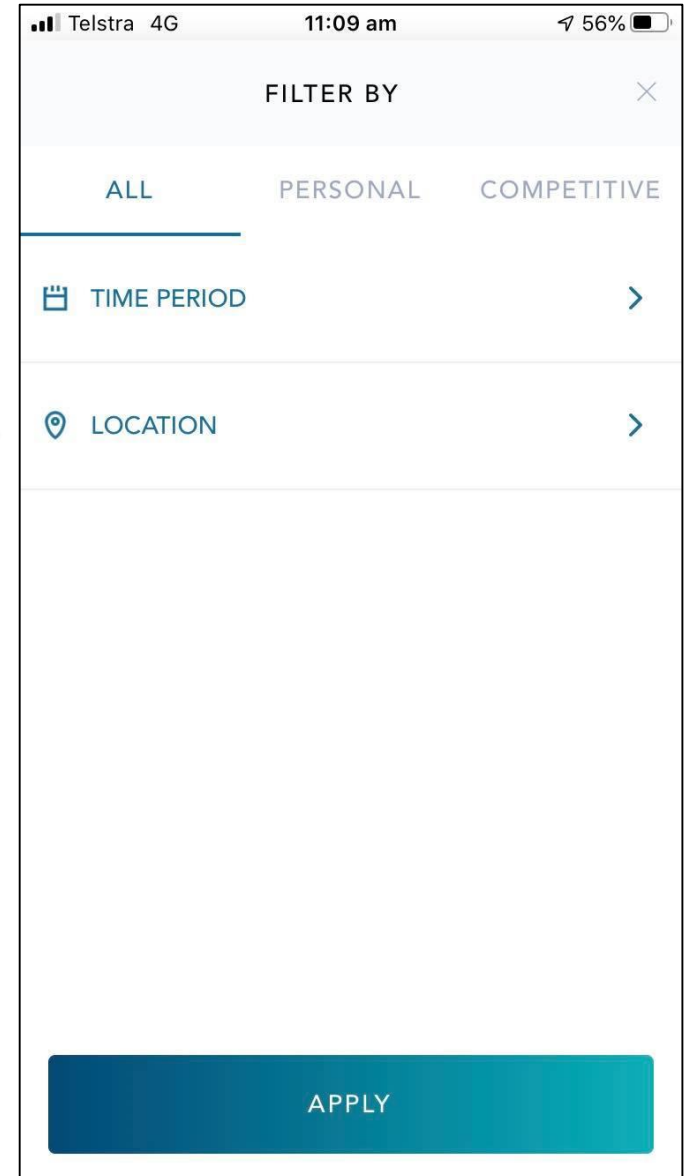 Telstra 4G 11:09 am 56%
FILTER BY
ALL PERSONAL COMPETITIVE
TIME PERIOD
LOCATION
APPLY